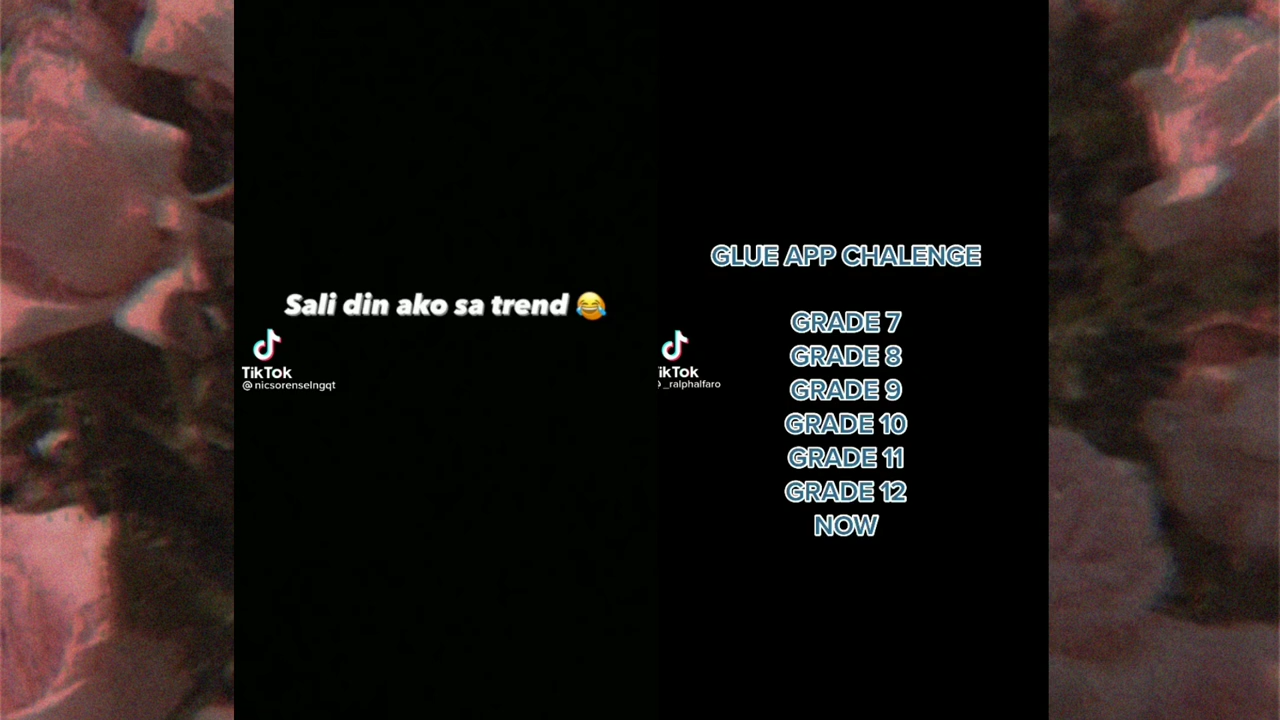 Sali din ako sa trend 😂
TikTok
@nicsorenselngqt
GLUE APP CHALENGE
GRADE 7
GRADE 8
GRADE 9
GRADE 10
GRADE 11
GRADE 12
NOW
ikTok
_ralphalfaro